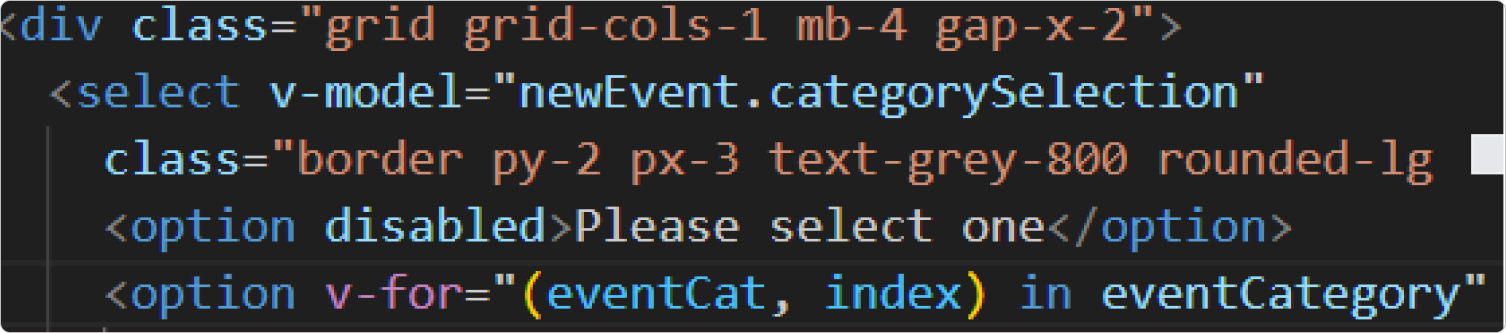 <div class="grid grid-cols-1 mb-4 gap-x-2">
<select v-model="newEvent.categorySelection"
class="border py-2 px-3 text-grey-800 rounded-lg
<option disabled>Please select one</option>
<option v-for="(eventCat, index) in eventCategory"